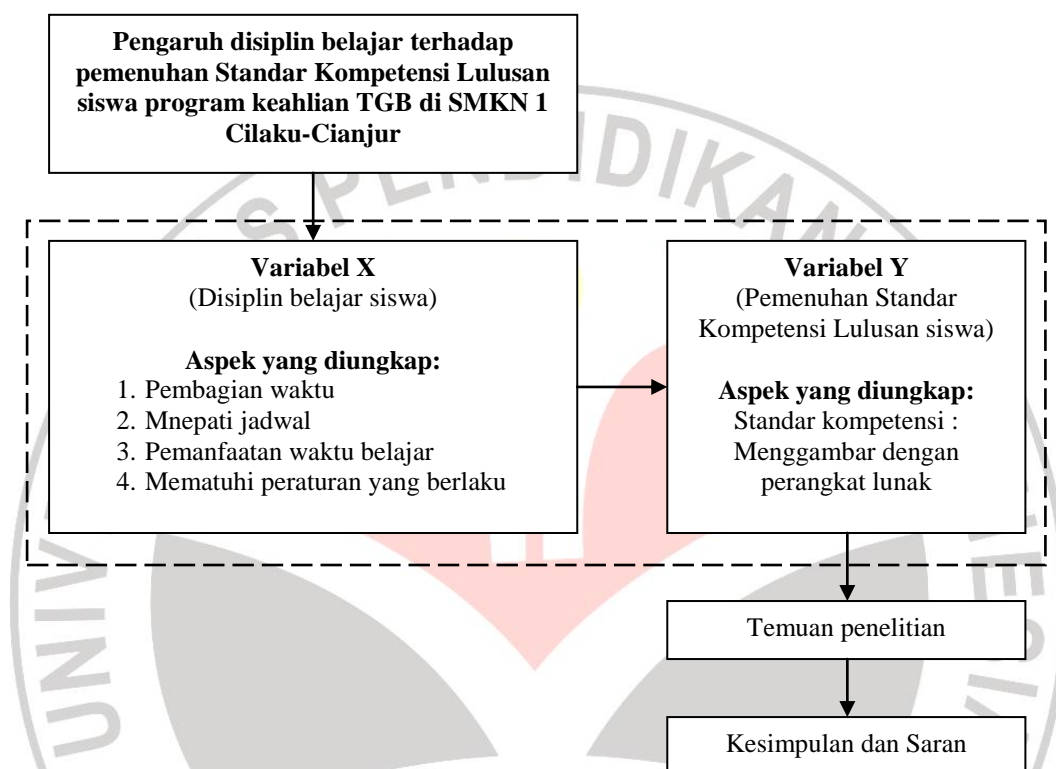 Pengaruh disiplin belajar terhadap
pemenuhan Standar Kompetensi Lulusan
siswa program keahlian TGB di SMKN 1
Cilaku-Cianjur
Variabel X
(Disiplin belajar siswa)
Aspek yang diungkap:
1. Pembagian waktu
2. Mnepati jadwal
3. Pemanfaatan waktu belajar
4. Mematuhi peraturan yang berlaku
Variabel Y
(Pemenuhan Standar
Kompetensi Lulusan siswa)
Aspek yang diungkap:
Standar kompetensi :
Menggambar dengan
perangkat lunak
Temuan penelitian
Kesimpulan dan Saran